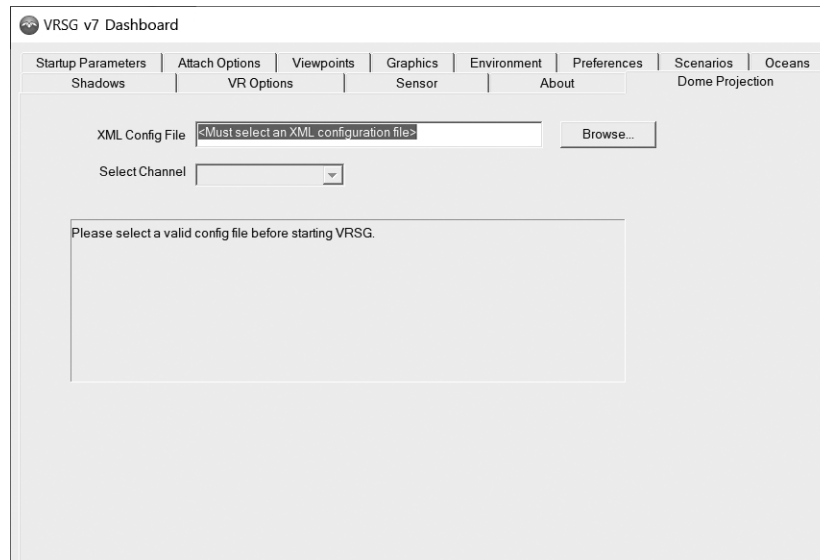 VRSG v7 Dashboard
Startup Parameters Attach Options Viewpoints Graphics Environment Preferences Scenarios Oceans
Shadows VR Options Sensor About Dome Projection
XML Config File <Must select an XML configuration file> Browse...
Select Channel
Please select a valid config file before starting VRSG.